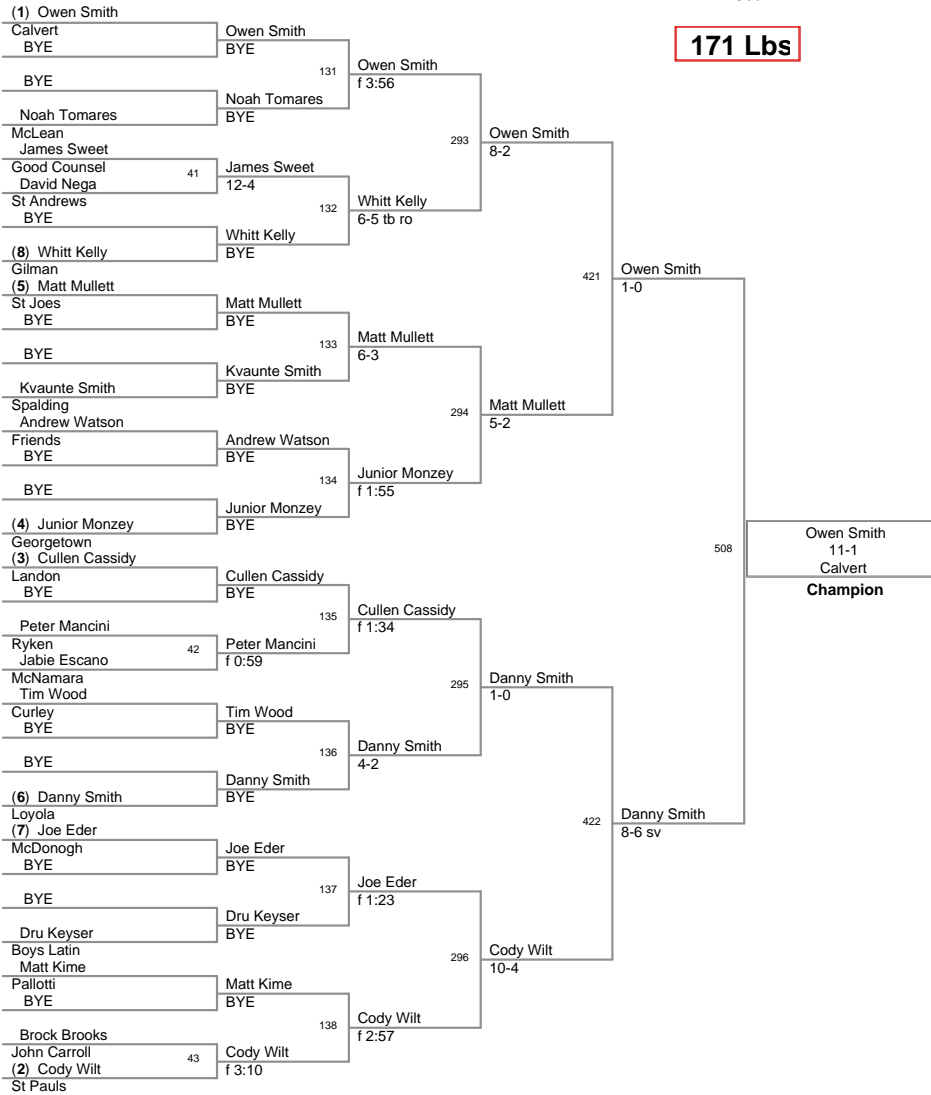 171 Lbs
(1) Owen Smith
Calvert
BYE
BYE
Noah Tomares
McLean
James Sweet
Good Counsel
David Nega
St Andrews
BYE
(8) Whitt Kelly
Gilman
(5) Matt Mullett
St Joes
BYE
BYE
Kvaunte Smith
Spalding
Andrew Watson
Friends
BYE
BYE
(4) Junior Monzey
Georgetown
(3) Cullen Cassidy
Landon
BYE
Peter Mancini
Ryken
Jabie Escano
McNamara
Tim Wood
Curley
BYE
BYE
(6) Danny Smith
Loyola
(7) Joe Eder
McDonogh
BYE
BYE
Dru Keyser
Boys Latin
Matt Kime
Pallotti
BYE
Brock Brooks
John Carroll
(2) Cody Wilt
St Pauls
41
42
43
Owen Smith
BYE
Noah Tomares
BYE
James Sweet
12-4
Whitt Kelly
BYE
Matt Mullett
BYE
Kvaunte Smith
BYE
Andrew Watson
BYE
Junior Monzey
BYE
Cullen Cassidy
BYE
Peter Mancini
f 0:59
Tim Wood
BYE
Danny Smith
BYE
Joe Eder
BYE
Dru Keyser
BYE
Matt Kime
BYE
Cody Wilt
f 3:10
131
132
133
134
135
136
137
138
Owen Smith
f 3:56
Whitt Kelly
6-5 tb ro
Matt Mullett
6-3
Junior Monzey
f 1:55
Cullen Cassidy
f 1:34
Danny Smith
4-2
Joe Eder
f 1:23
Cody Wilt
f 2:57
293
294
295
296
Owen Smith
8-2
Matt Mullett
5-2
Danny Smith
1-0
Cody Wilt
10-4
421
422
Owen Smith
1-0
Danny Smith
8-6 sv
508
Owen Smith
11-1
Calvert
Champion